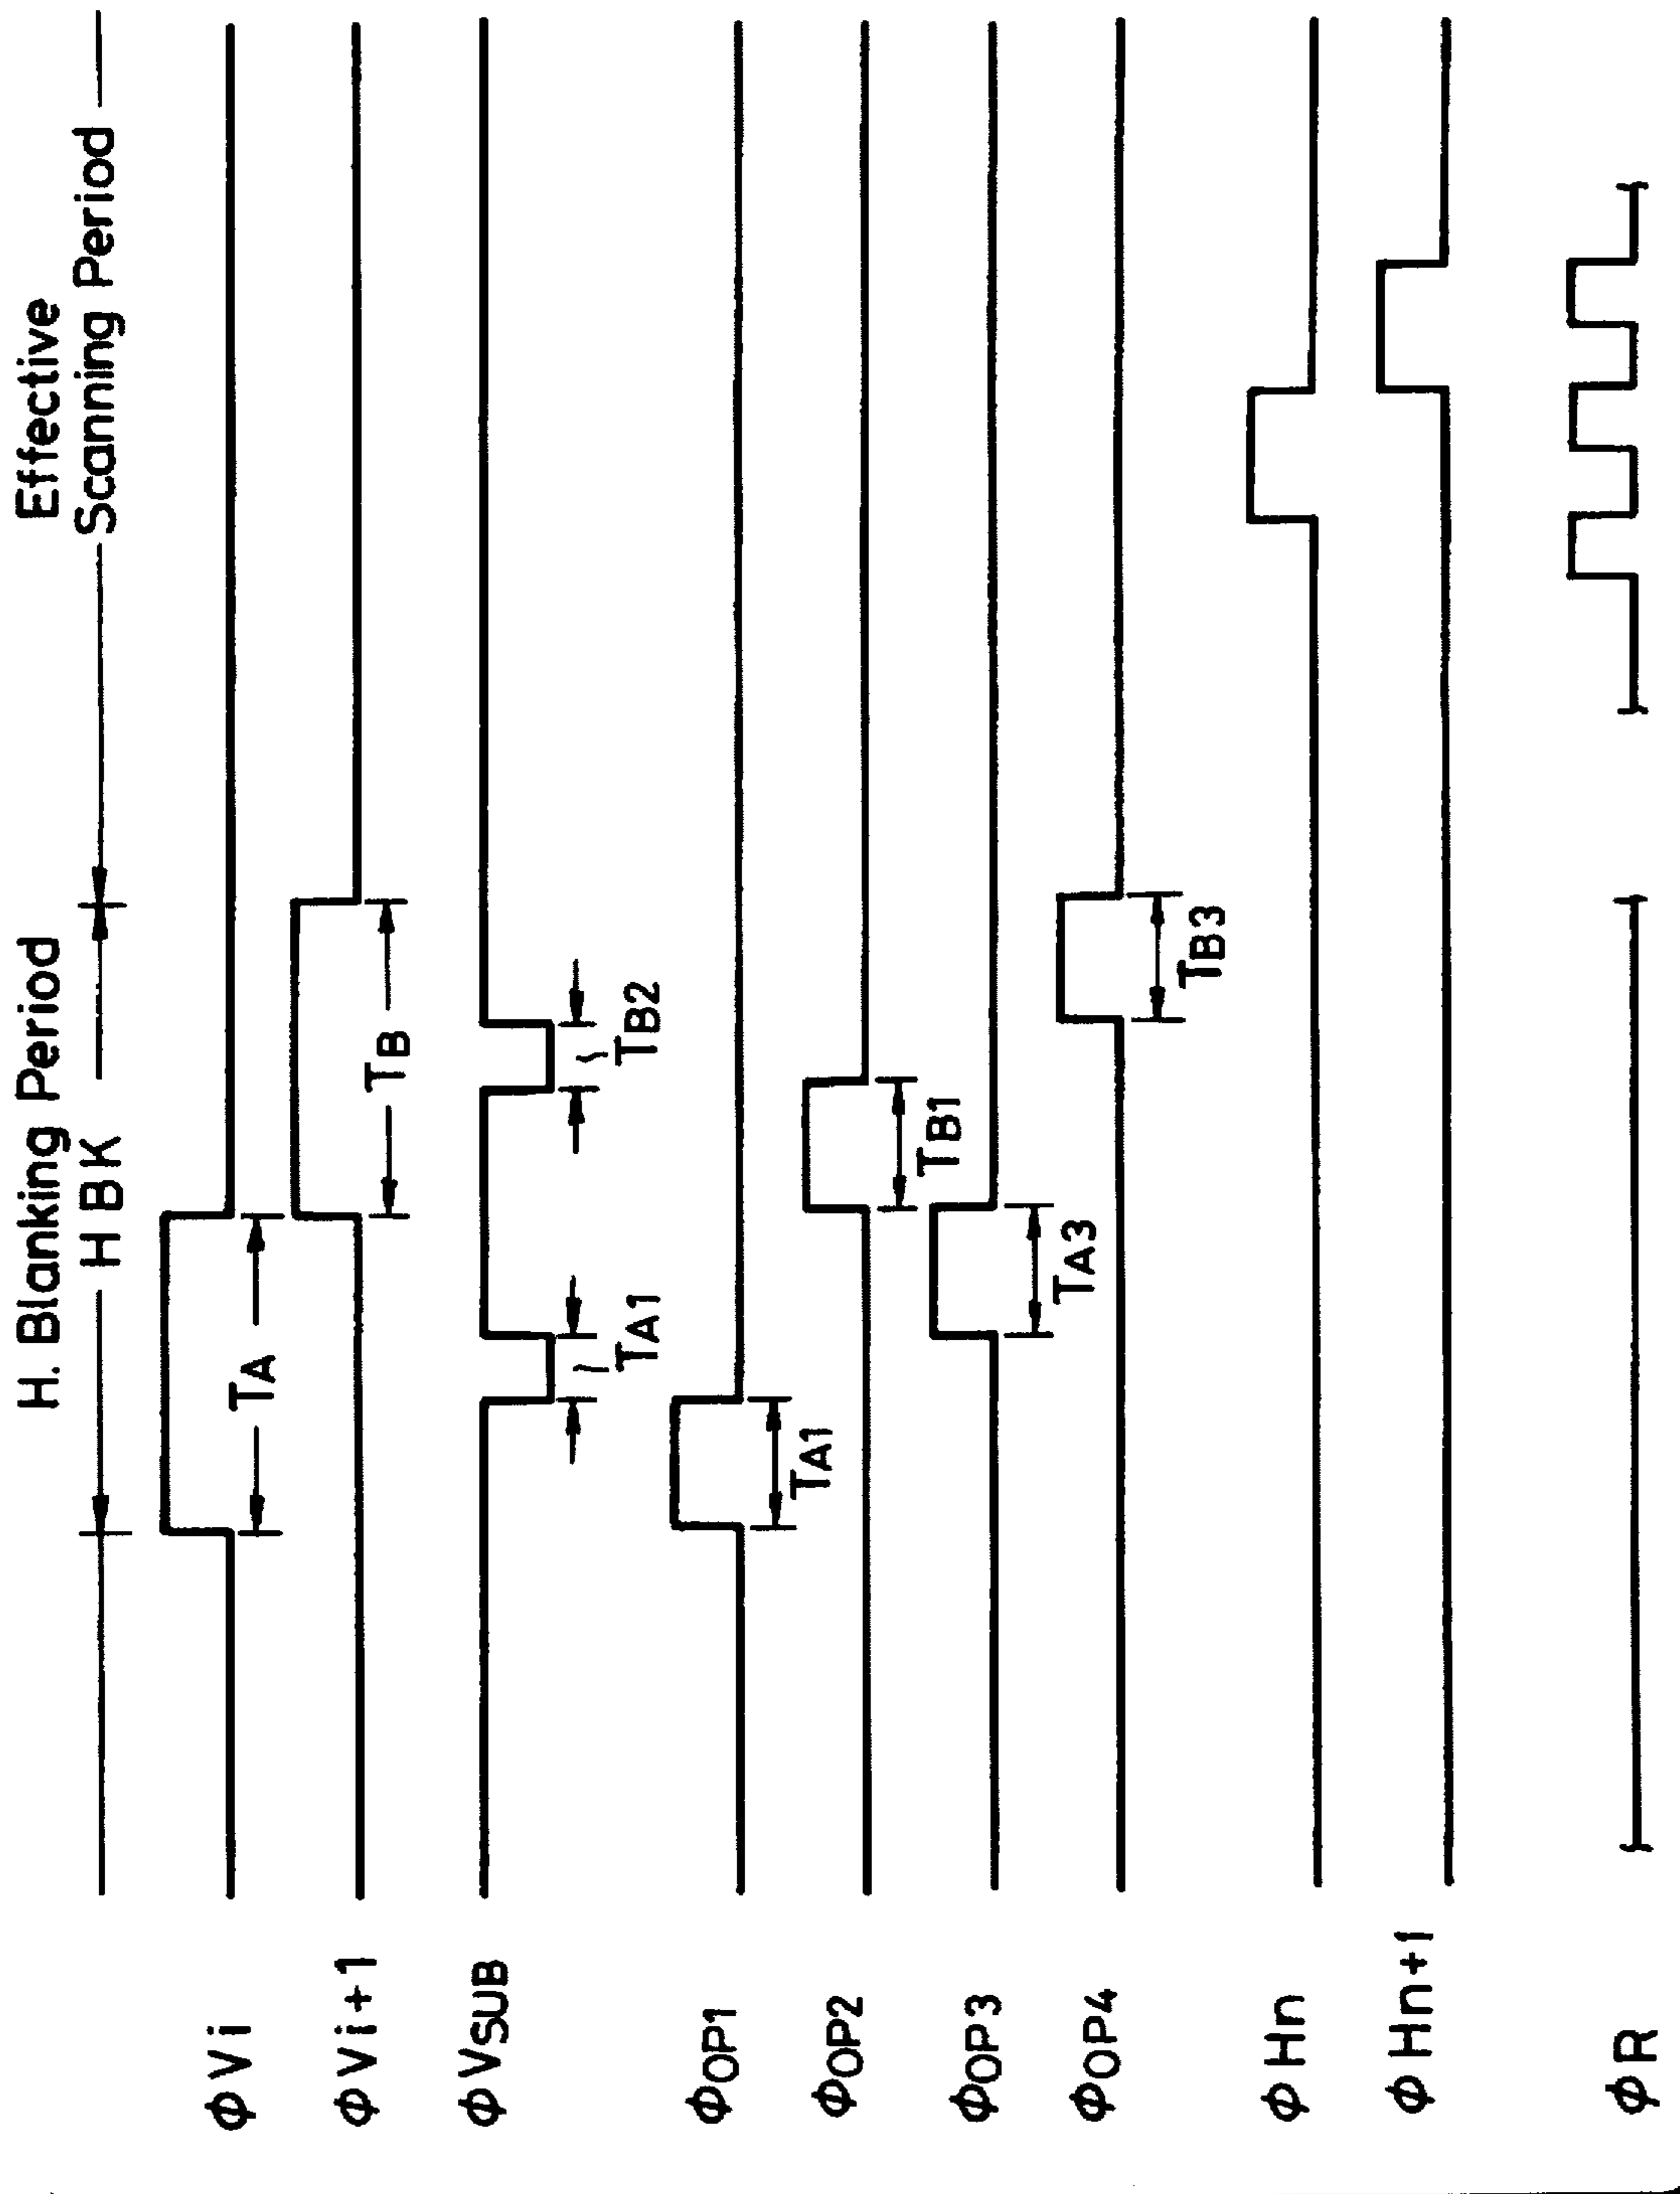 H. Blanking Period
H BK
Effective
Scanning Period
φVi
TA
φVi+1
TB
φVSUB
TA1
TB2
φOP1
TA1
φOP2
TB1
φOP3
TA3
φOP4
TB3
φHn
φHn+1
φR